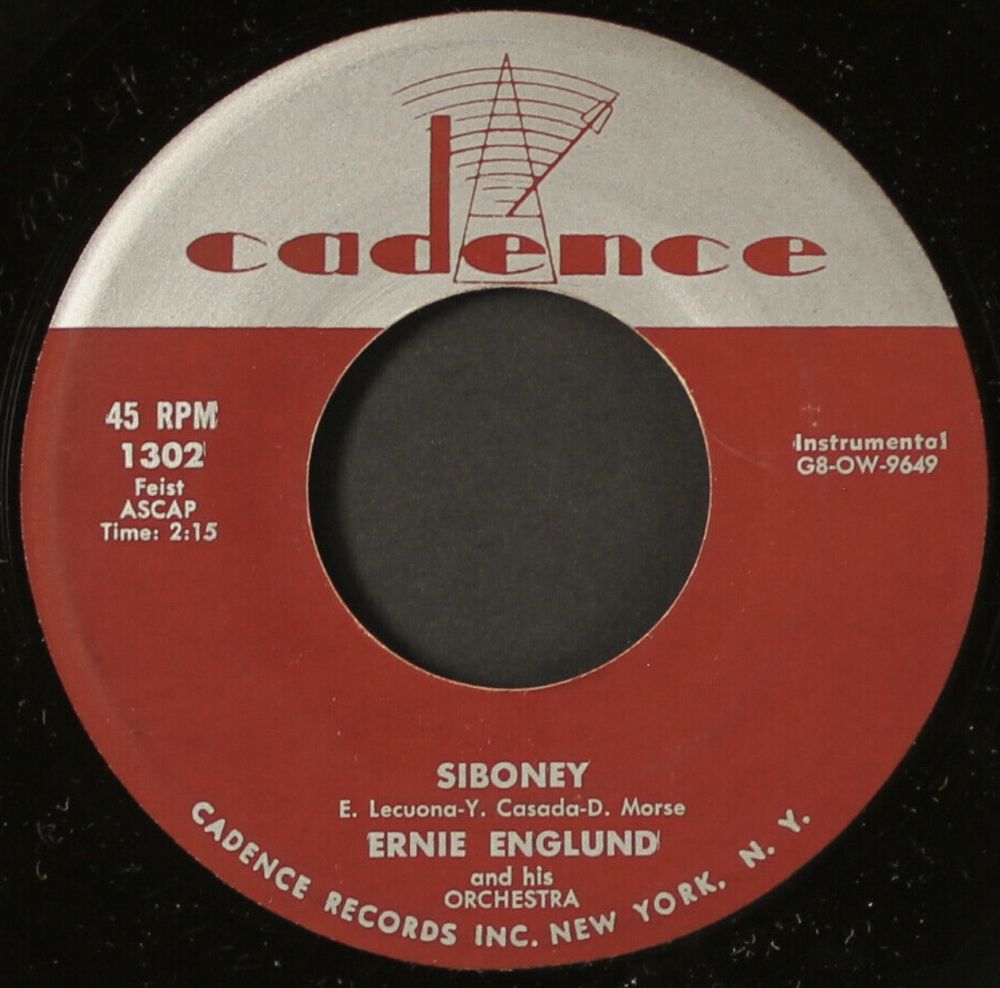 cadence
45 RPM
1302
Feist
ASCAP
Time: 2:15
Instrumental
G8-OW-9649
SIBONEY
E. Lecuona-Y. Casada-D. Morse
ERNIE ENGLUND
and his
ORCHESTRA
CADENCE RECORDS INC. NEW YORK, N. Y.